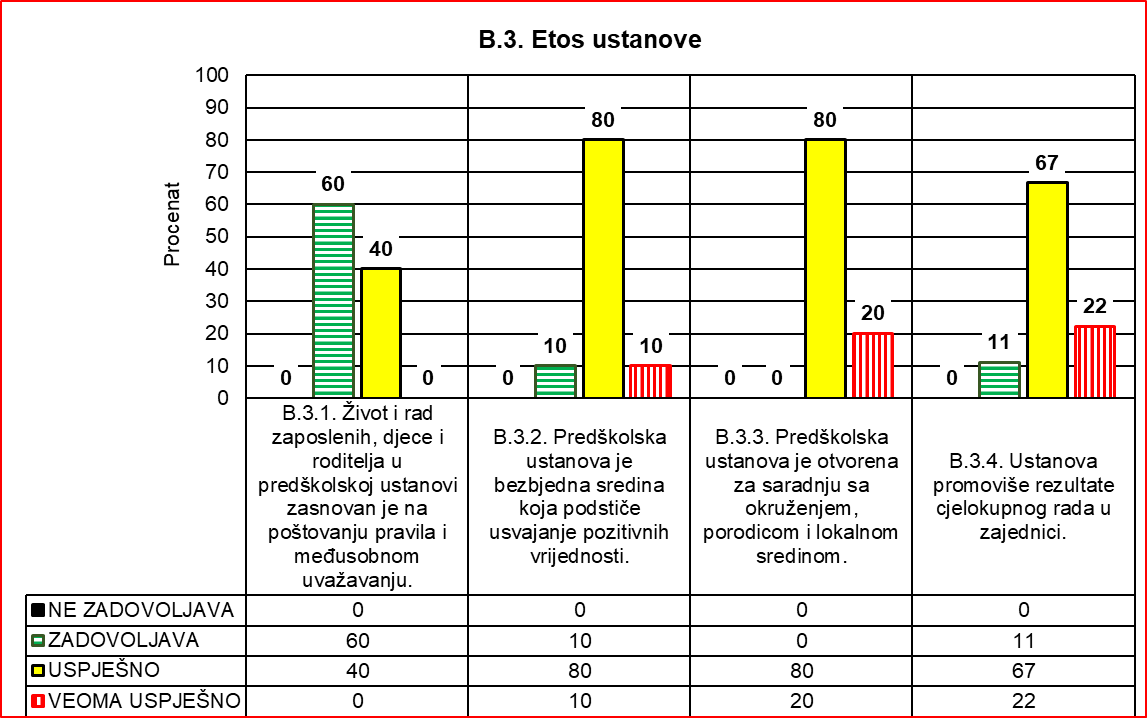 B.3. Etos ustanove
Procenat
100
90
80
70
60
50
40
30
20
10
0
0
60
40
0
0
10
80
10
0
0
80
20
0
11
67
22
B.3.1. Život i rad
zaposlenih, djece i
roditelja u
predškolskoj ustanovi
zasnovan je na
poštovanju pravila i
međusobnom
uvažavanju.
B.3.2. Predškolska
ustanova je
bezbjedna sredina
koja podstiče
usvajanje pozitivnih
vrijednosti.
B.3.3. Predškolska
ustanova je otvorena
za saradnju sa
okruženjem,
porodicom i lokalnom
sredinom.
B.3.4. Ustanova
promoviše rezultate
cjelokupnog rada u
zajednici.
NE ZADOVOLJAVA 0 0 0 0
ZADOVOLJAVA 60 10 0 11
USPJEŠNO 40 80 80 67
VEOMA USPJEŠNO 0 10 20 22